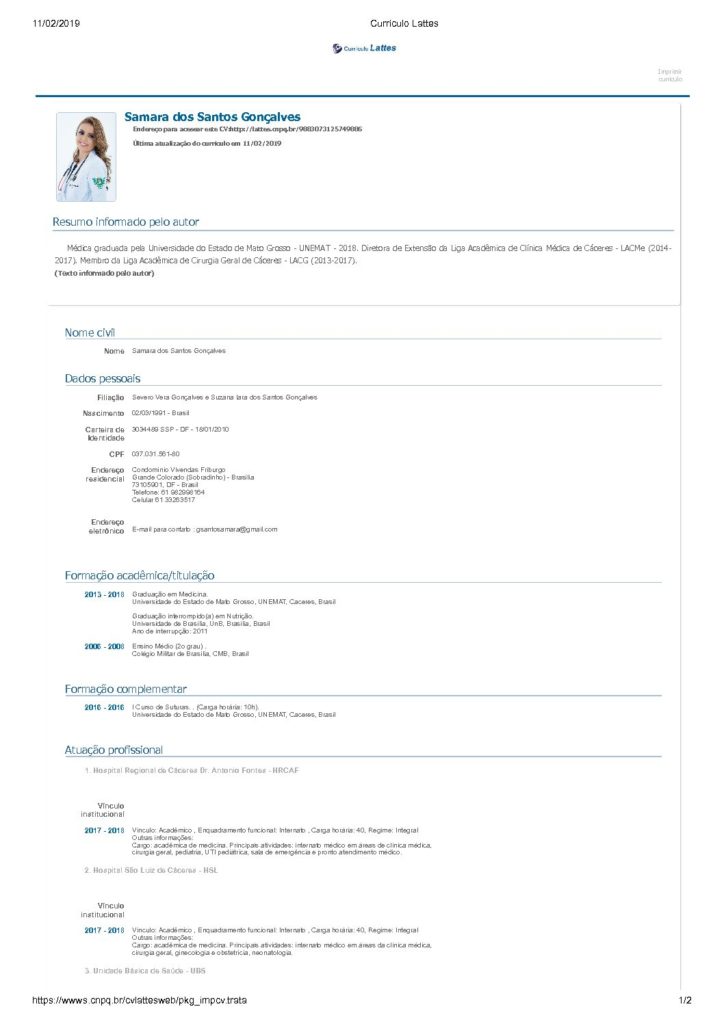 11/02/2019
Currículo Lattes
Currículo Lattes
Imprimir
currículo
Samara dos Santos Gonçalves
Endereço para acessar este CV:http://lattes.cnpq.br/9883073125749886
Última atualização do currículo em 11/02/2019
Resumo informado pelo autor
Médica graduada pela Universidade do Estado de Mato Grosso - UNEMAT - 2018. Diretora de Extensão da Liga Acadêmica de Clínica Médica de Cáceres - LACMe (2014-
2017). Membro da Liga Acadêmica de Cirurgia Geral de Cáceres - LACG (2013-2017).
(Texto informado pelo autor)
Nome civil
Nome Samara dos Santos Gonçalves
Dados pessoais
Filiação Severo Vera Gonçalves e Suzana Iara dos Santos Gonçalves
Nascimento 02/03/1991 - Brasil
Carteira de 3034489 SSP - DF - 18/01/2010
Identidade
CPF 037.031.561-80
Endereço Condomínio Vivendas Friburgo
residencial Grande Colorado (Sobradinho) - Brasilia
73105901, DF - Brasil
Telefone: 61 982998164
Celular 61 33263517
Endereço
eletrônico E-mail para contato : gsantossamara@gmail.com
Formação acadêmica/titulação
2013 - 2018 Graduação em Medicina.
Universidade do Estado de Mato Grosso, UNEMAT, Caceres, Brasil
Graduação interrompido(a) em Nutrição.
Universidade de Brasília, UnB, Brasília, Brasil
Ano de interrupção: 2011
2006 - 2008 Ensino Médio (2o grau) .
Colégio Militar de Brasília, CMB, Brasil
Formação complementar
2016 - 2016 I Curso de Suturas. . (Carga horária: 10h).
Universidade do Estado de Mato Grosso, UNEMAT, Caceres, Brasil
Atuação profissional
1. Hospital Regional de Cáceres Dr. Antonio Fontes - HRCAF
Vínculo
institucional
2017 - 2018 Vínculo: Acadêmico , Enquadramento funcional: Internato , Carga horária: 40, Regime: Integral
Outras informações:
Cargo: acadêmica de medicina. Principais atividades: internato médico em áreas de clínica médica,
cirurgia geral, pediatria, UTI pediátrica, sala de emergência e pronto atendimento médico.
2. Hospital São Luiz de Cáceres - HSL
Vínculo
institucional
2017 - 2018 Vínculo: Acadêmico , Enquadramento funcional: Internato , Carga horária: 40, Regime: Integral
Outras informações:
Cargo: acadêmica de medicina. Principais atividades: internato médico em áreas da clínica médica,
cirurgia geral, ginecologia e obstetrícia, neonatologia
3. Unidade Básica de Saúde - UBS
https://wwws.cnpq.br/cvlattesweb/pkg_impcv.trata
1/2